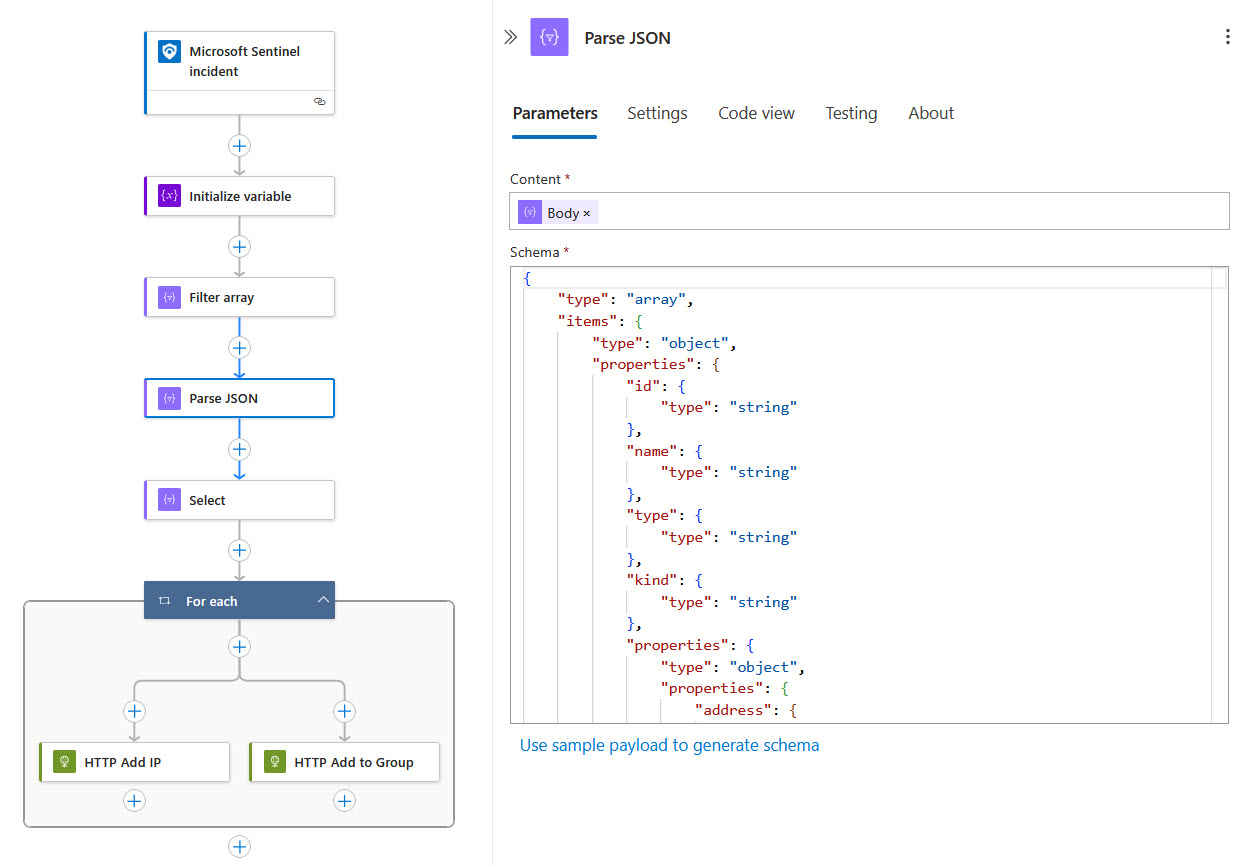 Microsoft Sentinel
incident
Initialize variable
Filter array
Parse JSON
Select
For each
HTTP Add IP
HTTP Add to Group
Parse JSON
Parameters Settings Code view Testing About
Content *
Body ×
Schema *
{
    "type": "array",
    "items": {
        "type": "object",
        "properties": {
            "id": {
                "type": "string"
            },
            "name": {
                "type": "string"
            },
            "type": {
                "type": "string"
            },
            "kind": {
                "type": "string"
            },
            "properties": {
                "type": "object",
                "properties": {
                    "address": {
Use sample payload to generate schema